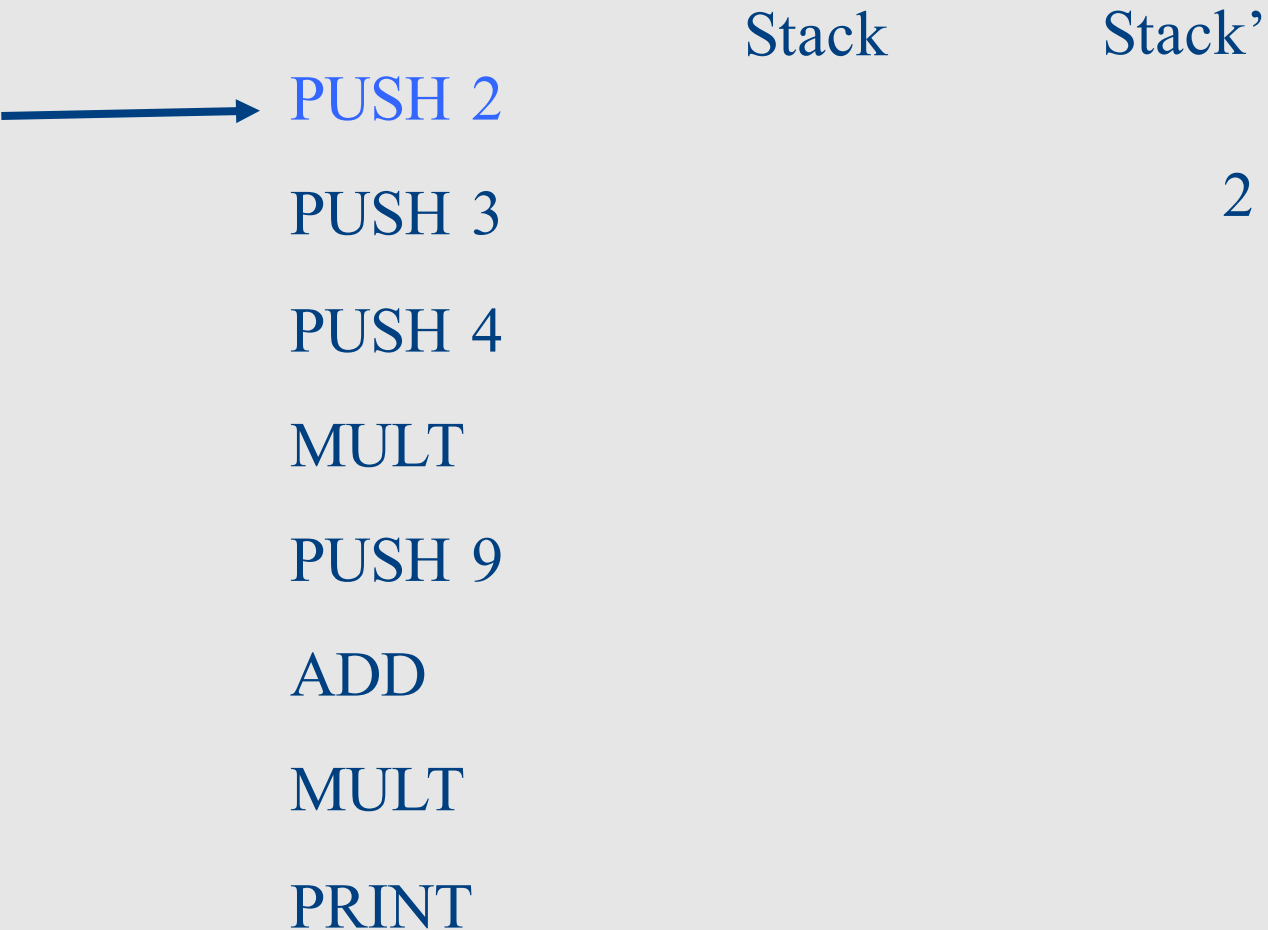 Stack Stack’
PUSH 2
PUSH 3 2
PUSH 4
MULT
PUSH 9
ADD
MULT
PRINT